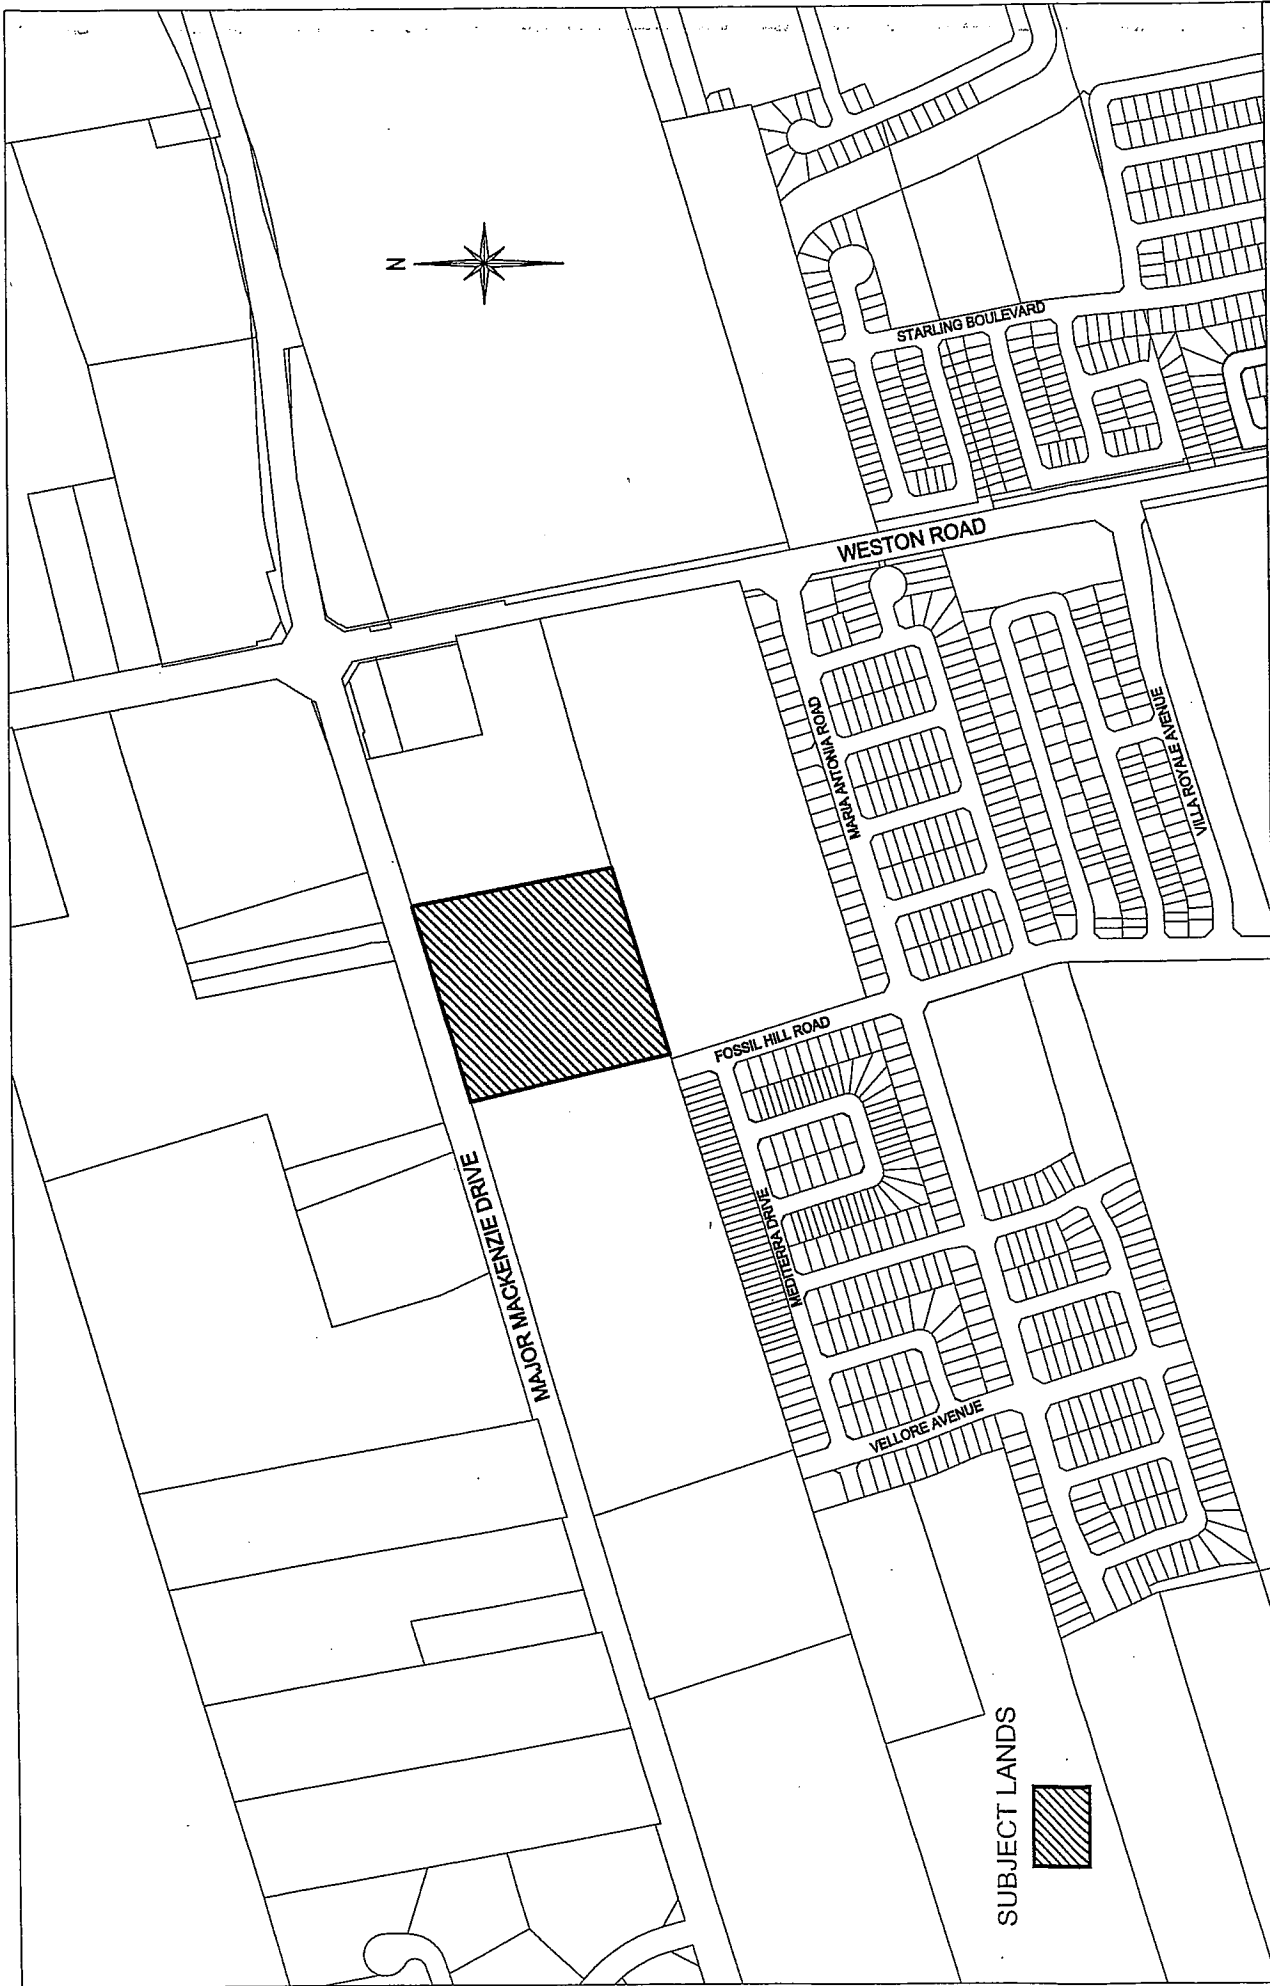 N
MAJOR MACKENZIE DRIVE
WESTON ROAD
STARLING BOULEVARD
MARIA ANTONIA ROAD
VILLA ROYALE AVENUE
FOSSIL HILL ROAD
MEDITERRA DRIVE
VELLORE AVENUE
SUBJECT LANDS